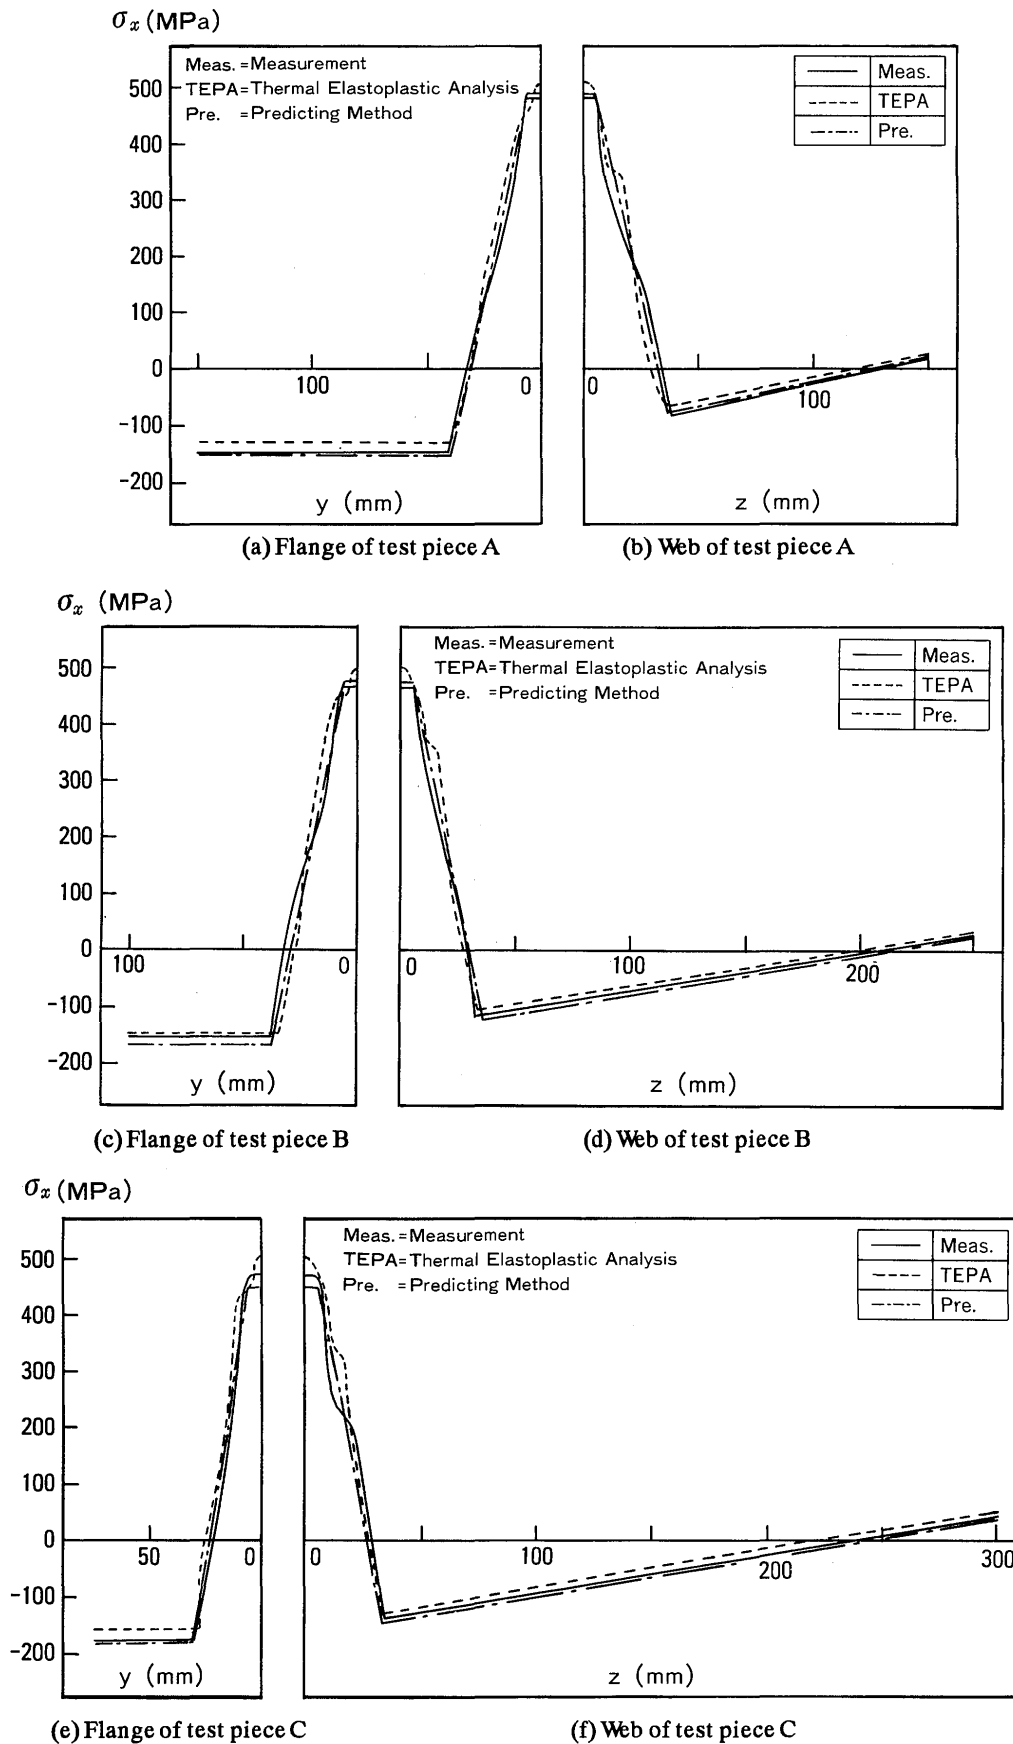 σx (MPa)
Meas. = Measurement
TEPA = Thermal Elastoplastic Analysis
Pre. = Predicting Method
500
400
300
200
100
0
-100
-200
100
0
y (mm)
Meas.
TEPA
Pre.
0
100
z (mm)
(a) Flange of test piece A
(b) Web of test piece A
σx (MPa)
500
400
300
200
100
0
-100
-200
100
0
y (mm)
Meas. = Measurement
TEPA = Thermal Elastoplastic Analysis
Pre. = Predicting Method
Meas.
TEPA
Pre.
0
100
200
z (mm)
(c) Flange of test piece B
(d) Web of test piece B
σx (MPa)
500
400
300
200
100
0
-100
-200
50
0
y (mm)
Meas. = Measurement
TEPA = Thermal Elastoplastic Analysis
Pre. = Predicting Method
Meas.
TEPA
Pre.
0
100
200
300
z (mm)
(e) Flange of test piece C
(f) Web of test piece C